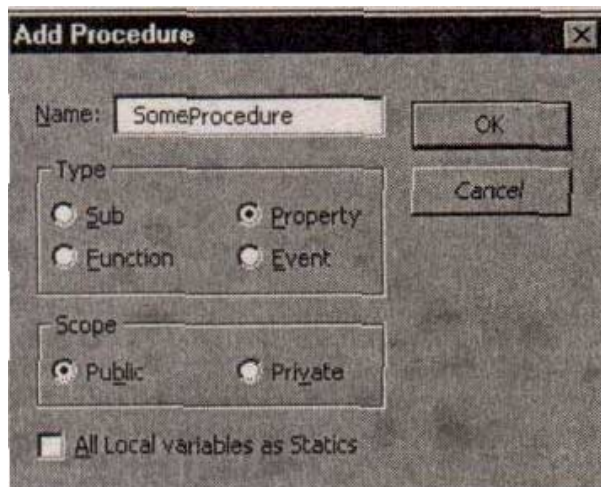 Add Procedure
Name: SomeProcedure
OK
Cancel
Type
Sub
Property
Function
Event
Scope
Public
Private
All Local variables as Statics